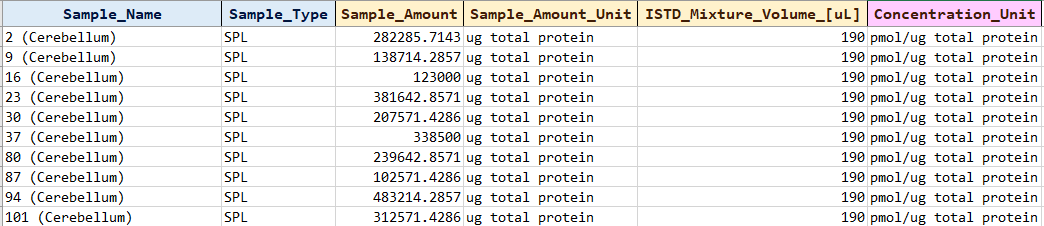 Sample_Name Sample_Type Sample_Amount Sample_Amount_Unit ISTD_Mixture_Volume_[uL] Concentration_Unit
2 (Cerebellum) SPL 282285.7143 ug total protein 190 pmol/ug total protein
9 (Cerebellum) SPL 138714.2857 ug total protein 190 pmol/ug total protein
16 (Cerebellum) SPL 123000 ug total protein 190 pmol/ug total protein
23 (Cerebellum) SPL 381642.8571 ug total protein 190 pmol/ug total protein
30 (Cerebellum) SPL 207571.4286 ug total protein 190 pmol/ug total protein
37 (Cerebellum) SPL 338500 ug total protein 190 pmol/ug total protein
80 (Cerebellum) SPL 239642.8571 ug total protein 190 pmol/ug total protein
87 (Cerebellum) SPL 102571.4286 ug total protein 190 pmol/ug total protein
94 (Cerebellum) SPL 483214.2857 ug total protein 190 pmol/ug total protein
101 (Cerebellum) SPL 312571.4286 ug total protein 190 pmol/ug total protein